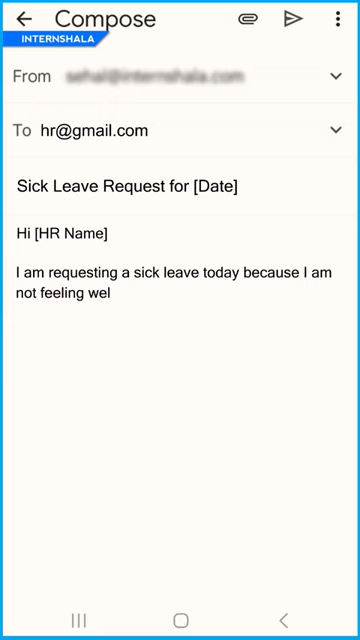 Compose
INTERNSHALA
From
To hr@gmail.com
Sick Leave Request for [Date]
Hi [HR Name]
I am requesting a sick leave today because I am
not feeling wel